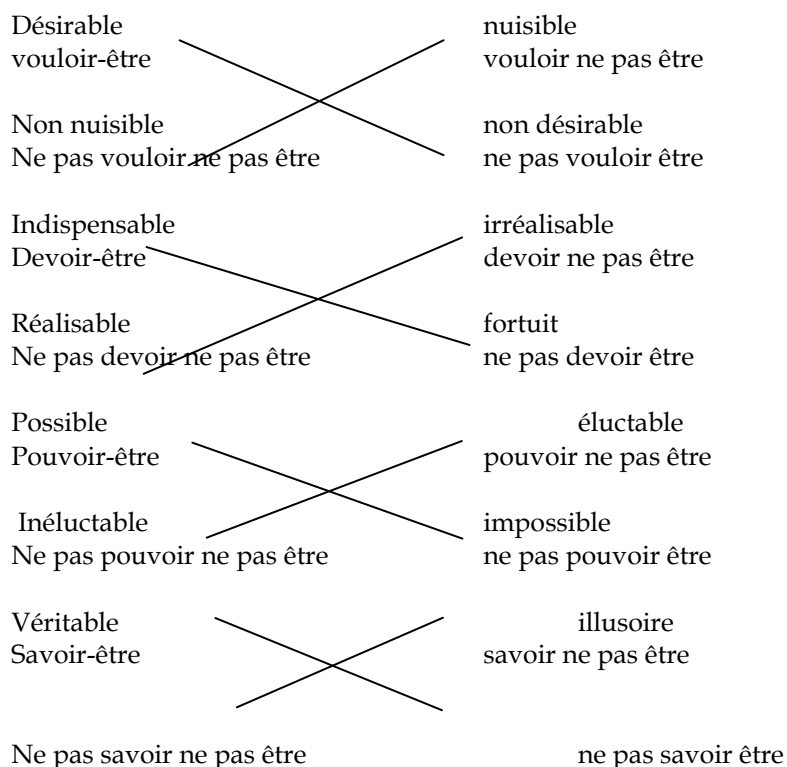 Désirable nuisible
vouloir-être vouloir ne pas être
Non nuisible non désirable
Ne pas vouloir ne pas être ne pas vouloir être
Indispensable irréalisable
Devoir-être devoir ne pas être
Réalisable fortuit
Ne pas devoir ne pas être ne pas devoir être
Possible éluctable
Pouvoir-être pouvoir ne pas être
Inéluctable impossible
Ne pas pouvoir ne pas être ne pas pouvoir être
Véritable illusoire
Savoir-être savoir ne pas être
Ne pas savoir ne pas être ne pas savoir être